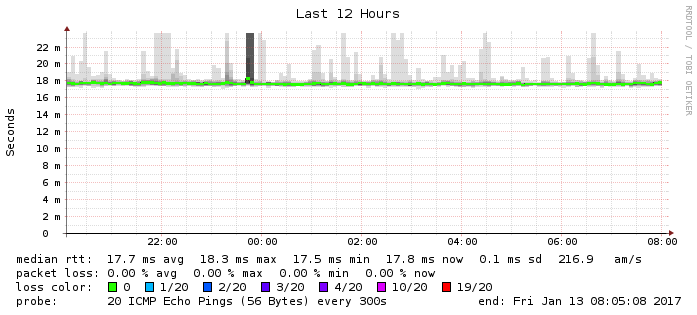 Last 12 Hours
RRDTOOL / TOBI OETIKER
Seconds
22 m
20 m
18 m
16 m
14 m
12 m
10 m
8 m
6 m
4 m
2 m
0
22:00 00:00 02:00 04:00 06:00 08:00
median rtt: 17.7 ms avg 18.3 ms max 17.5 ms min 17.8 ms now 0.1 ms sd 216.9 am/s
packet loss: 0.00 % avg 0.00 % max 0.00 % min 0.00 % now
loss color: 0 1/20 2/20 3/20 4/20 10/20 19/20
probe: 20 ICMP Echo Pings (56 Bytes) every 300s end: Fri Jan 13 08:05:08 2017